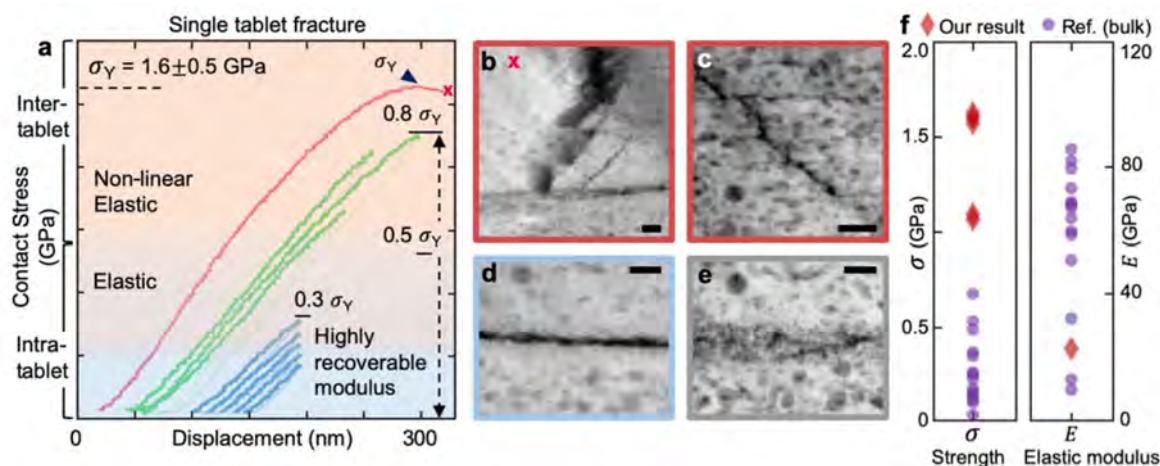 Single tablet fracture
a
σY = 1.6±0.5 GPa
σY
x
0.8 σY
Inter-
tablet
Non-linear
Elastic
0.5 σY
Contact Stress
(GPa)
Elastic
0.3 σY
Intra-
tablet
Highly
recoverable
modulus
0
Displacement (nm)
300
b
x
c
d
e
f
Our result
Ref. (bulk)
2.0
1.5
σ (GPa)
0.5
0
σ
Strength
120
80
E (GPa)
40
0
E
Elastic modulus